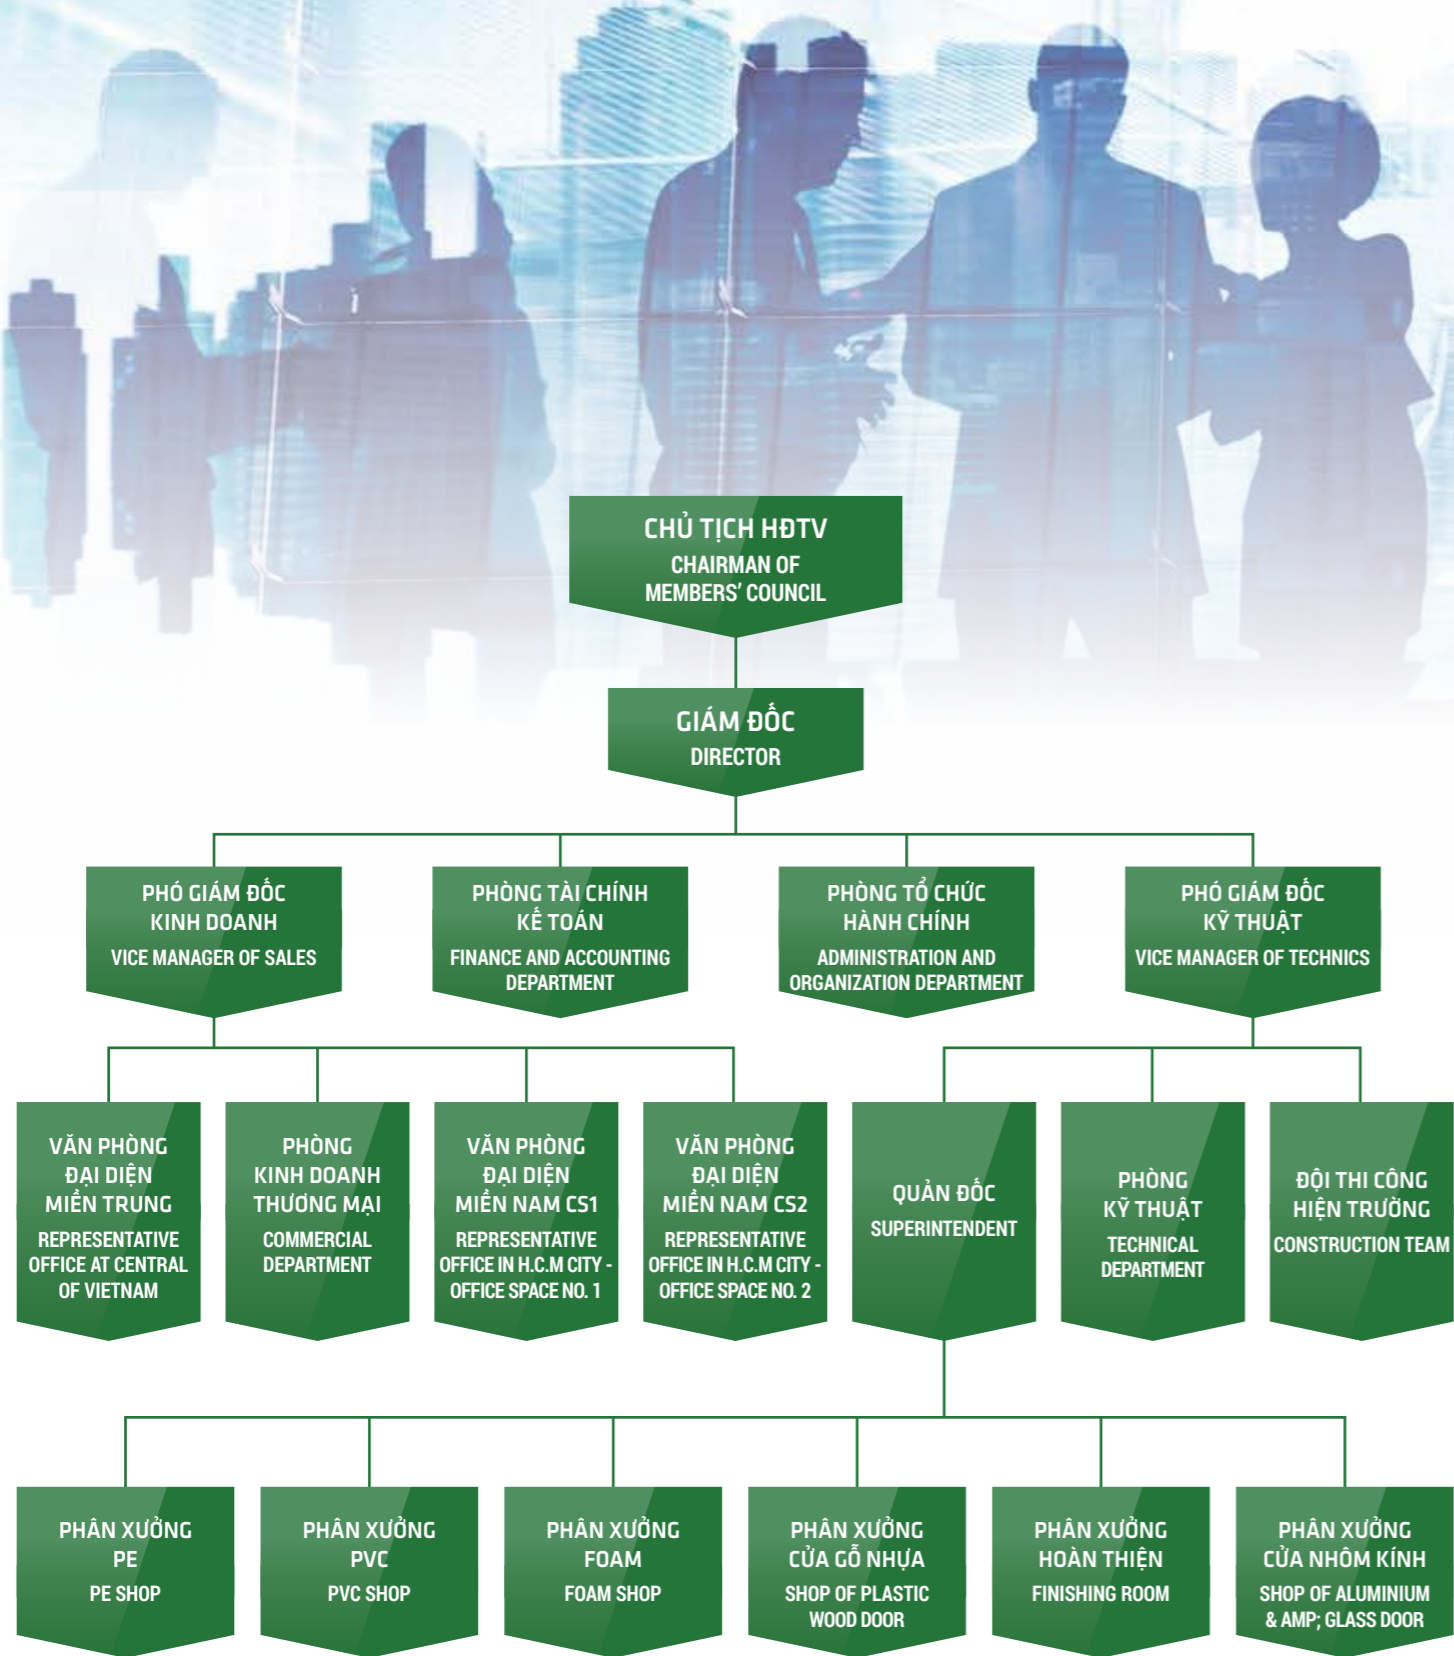 CHỦ TỊCH HĐTV
CHAIRMAN OF
MEMBERS' COUNCIL
GIÁM ĐỐC
DIRECTOR
PHÓ GIÁM ĐỐC
KINH DOANH
VICE MANAGER OF SALES
PHÒNG TÀI CHÍNH
KẾ TOÁN
FINANCE AND ACCOUNTING
DEPARTMENT
PHÒNG TỔ CHỨC
HÀNH CHÍNH
ADMINISTRATION AND
ORGANIZATION DEPARTMENT
PHÓ GIÁM ĐỐC
KỸ THUẬT
VICE MANAGER OF TECHNICS
VĂN PHÒNG
ĐẠI DIỆN
MIỀN TRUNG
REPRESENTATIVE
OFFICE AT CENTRAL
OF VIETNAM
PHÒNG
KINH DOANH
THƯƠNG MẠI
COMMERCIAL
DEPARTMENT
VĂN PHÒNG
ĐẠI DIỆN
MIỀN NAM CS1
REPRESENTATIVE
OFFICE IN H.C.M CITY -
OFFICE SPACE NO. 1
VĂN PHÒNG
ĐẠI DIỆN
MIỀN NAM CS2
REPRESENTATIVE
OFFICE IN H.C.M CITY -
OFFICE SPACE NO. 2
QUẢN ĐỐC
SUPERINTENDENT
PHÒNG
KỸ THUẬT
TECHNICAL
DEPARTMENT
ĐỘI THI CÔNG
HIỆN TRƯỜNG
CONSTRUCTION TEAM
PHÂN XƯỞNG
PE
PE SHOP
PHÂN XƯỞNG
PVC
PVC SHOP
PHÂN XƯỞNG
FOAM
FOAM SHOP
PHÂN XƯỞNG
CỬA GỖ NHỰA
SHOP OF PLASTIC
WOOD DOOR
PHÂN XƯỞNG
HOÀN THIỆN
FINISHING ROOM
PHÂN XƯỞNG
CỬA NHÔM KÍNH
SHOP OF ALUMINIUM
& AMP; GLASS DOOR